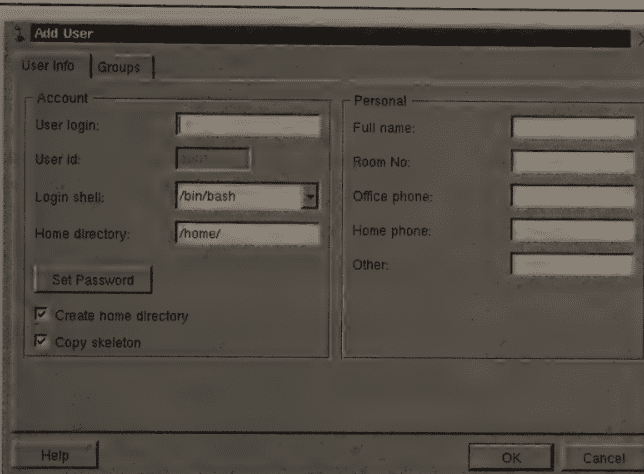 Add User
User Info
Groups
Account
User login:
User id:
Login shell:
/bin/bash
Home directory:
/home/
Set Password
Create home directory
Copy skeleton
Personal
Full name:
Room No:
Office phone:
Home phone:
Other:
Help
OK
Cancel